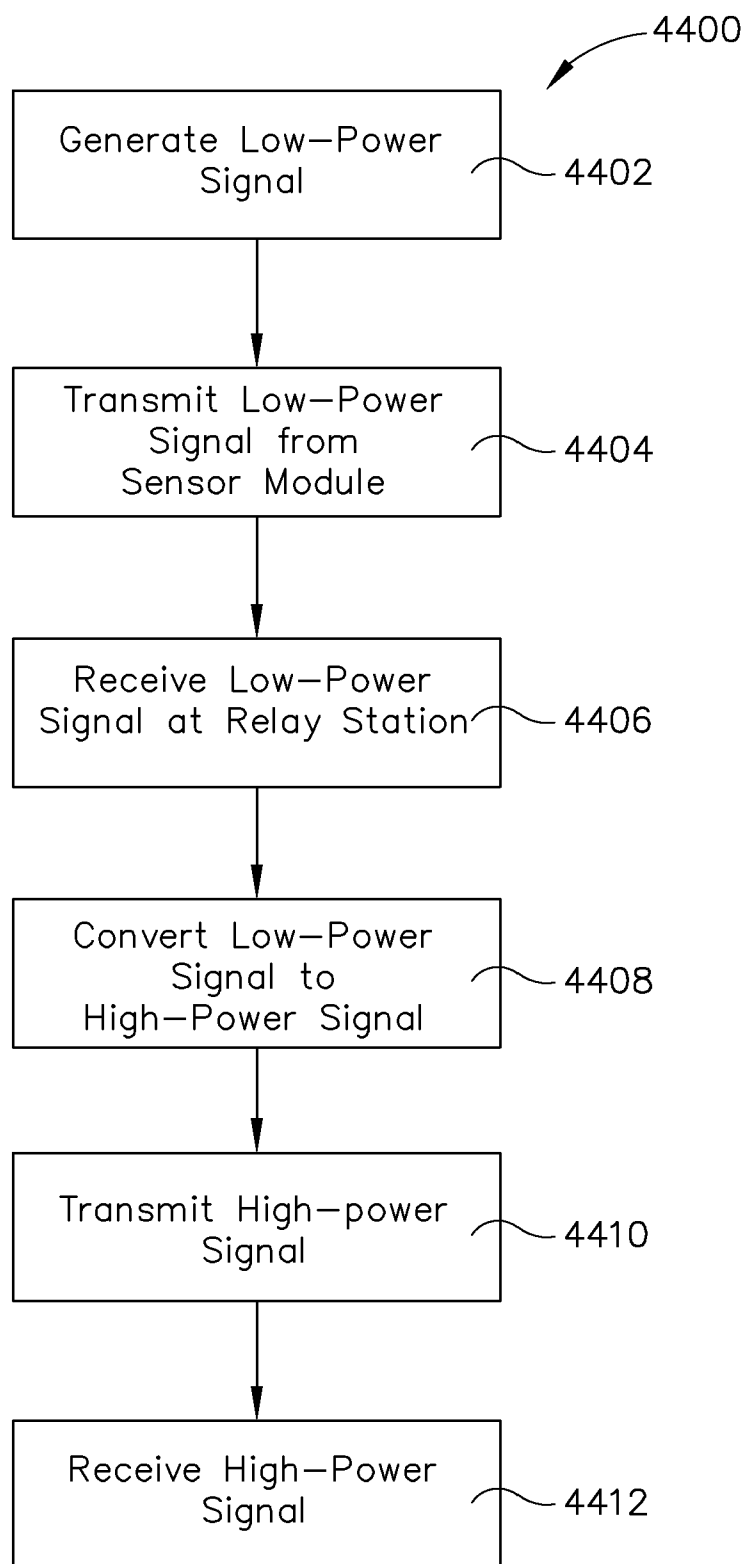 4400
Generate Low-Power
Signal
4402
Transmit Low-Power
Signal from
Sensor Module
4404
Receive Low-Power
Signal at Relay Station
4406
Convert Low-Power
Signal to
High-Power Signal
4408
Transmit High-power
Signal
4410
Receive High-Power
Signal
4412